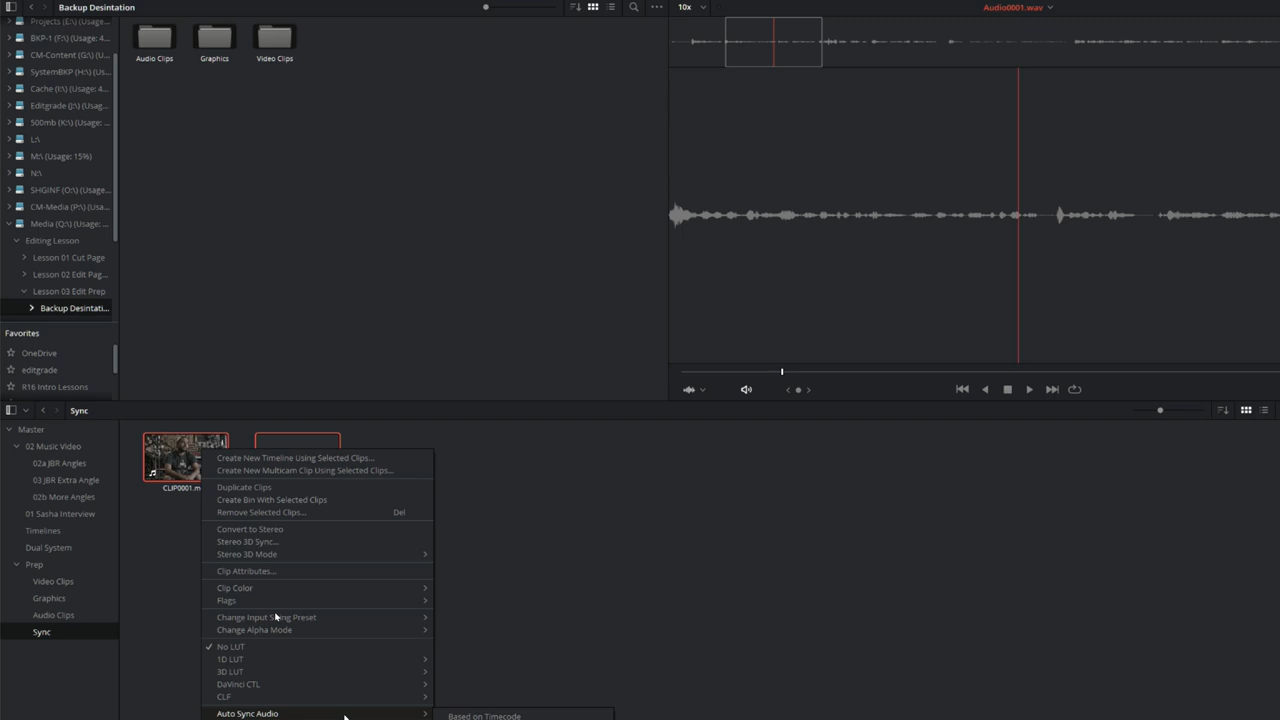 Backup Desintation
10x
Audio0001.wav
Projects (E:\) (Usag...
BKP-1 (F:\) (Usage: 4...
CM-Content (G:\) (Us...
SystemBKP (H:\) (Us...
Cache (I:\) (Usage: 4...
Editgrade (J:\) (Usag...
500mb (K:\) (Usage: ...
L:\
M:\ (Usage: 15%)
N:\
SHGINF (O:\) (Usage...
CM-Media (P:\) (Usa...
Media (Q:\) (Usage: ...
Editing Lesson
Lesson 01 Cut Page
Lesson 02 Edit Pag...
Lesson 03 Edit Prep
Backup Desintati...
Audio Clips
Graphics
Video Clips
Favorites
OneDrive
editgrade
R16 Intro Lessons
Sync
Master
02 Music Video
02a JBR Angles
03 JBR Extra Angle
02b More Angles
01 Sasha Interview
Timelines
Dual System
Prep
Video Clips
Graphics
Audio Clips
Sync
CLIP0001.m
Create New Timeline Using Selected Clips...
Create New Multicam Clip Using Selected Clips...
Duplicate Clips
Create Bin With Selected Clips
Remove Selected Clips... Del
Convert to Stereo
Stereo 3D Sync...
Stereo 3D Mode
Clip Attributes...
Clip Color
Flags
Change Input Sizing Preset
Change Alpha Mode
No LUT
1D LUT
3D LUT
DaVinci CTL
CLF
Auto Sync Audio
Based on Timecode